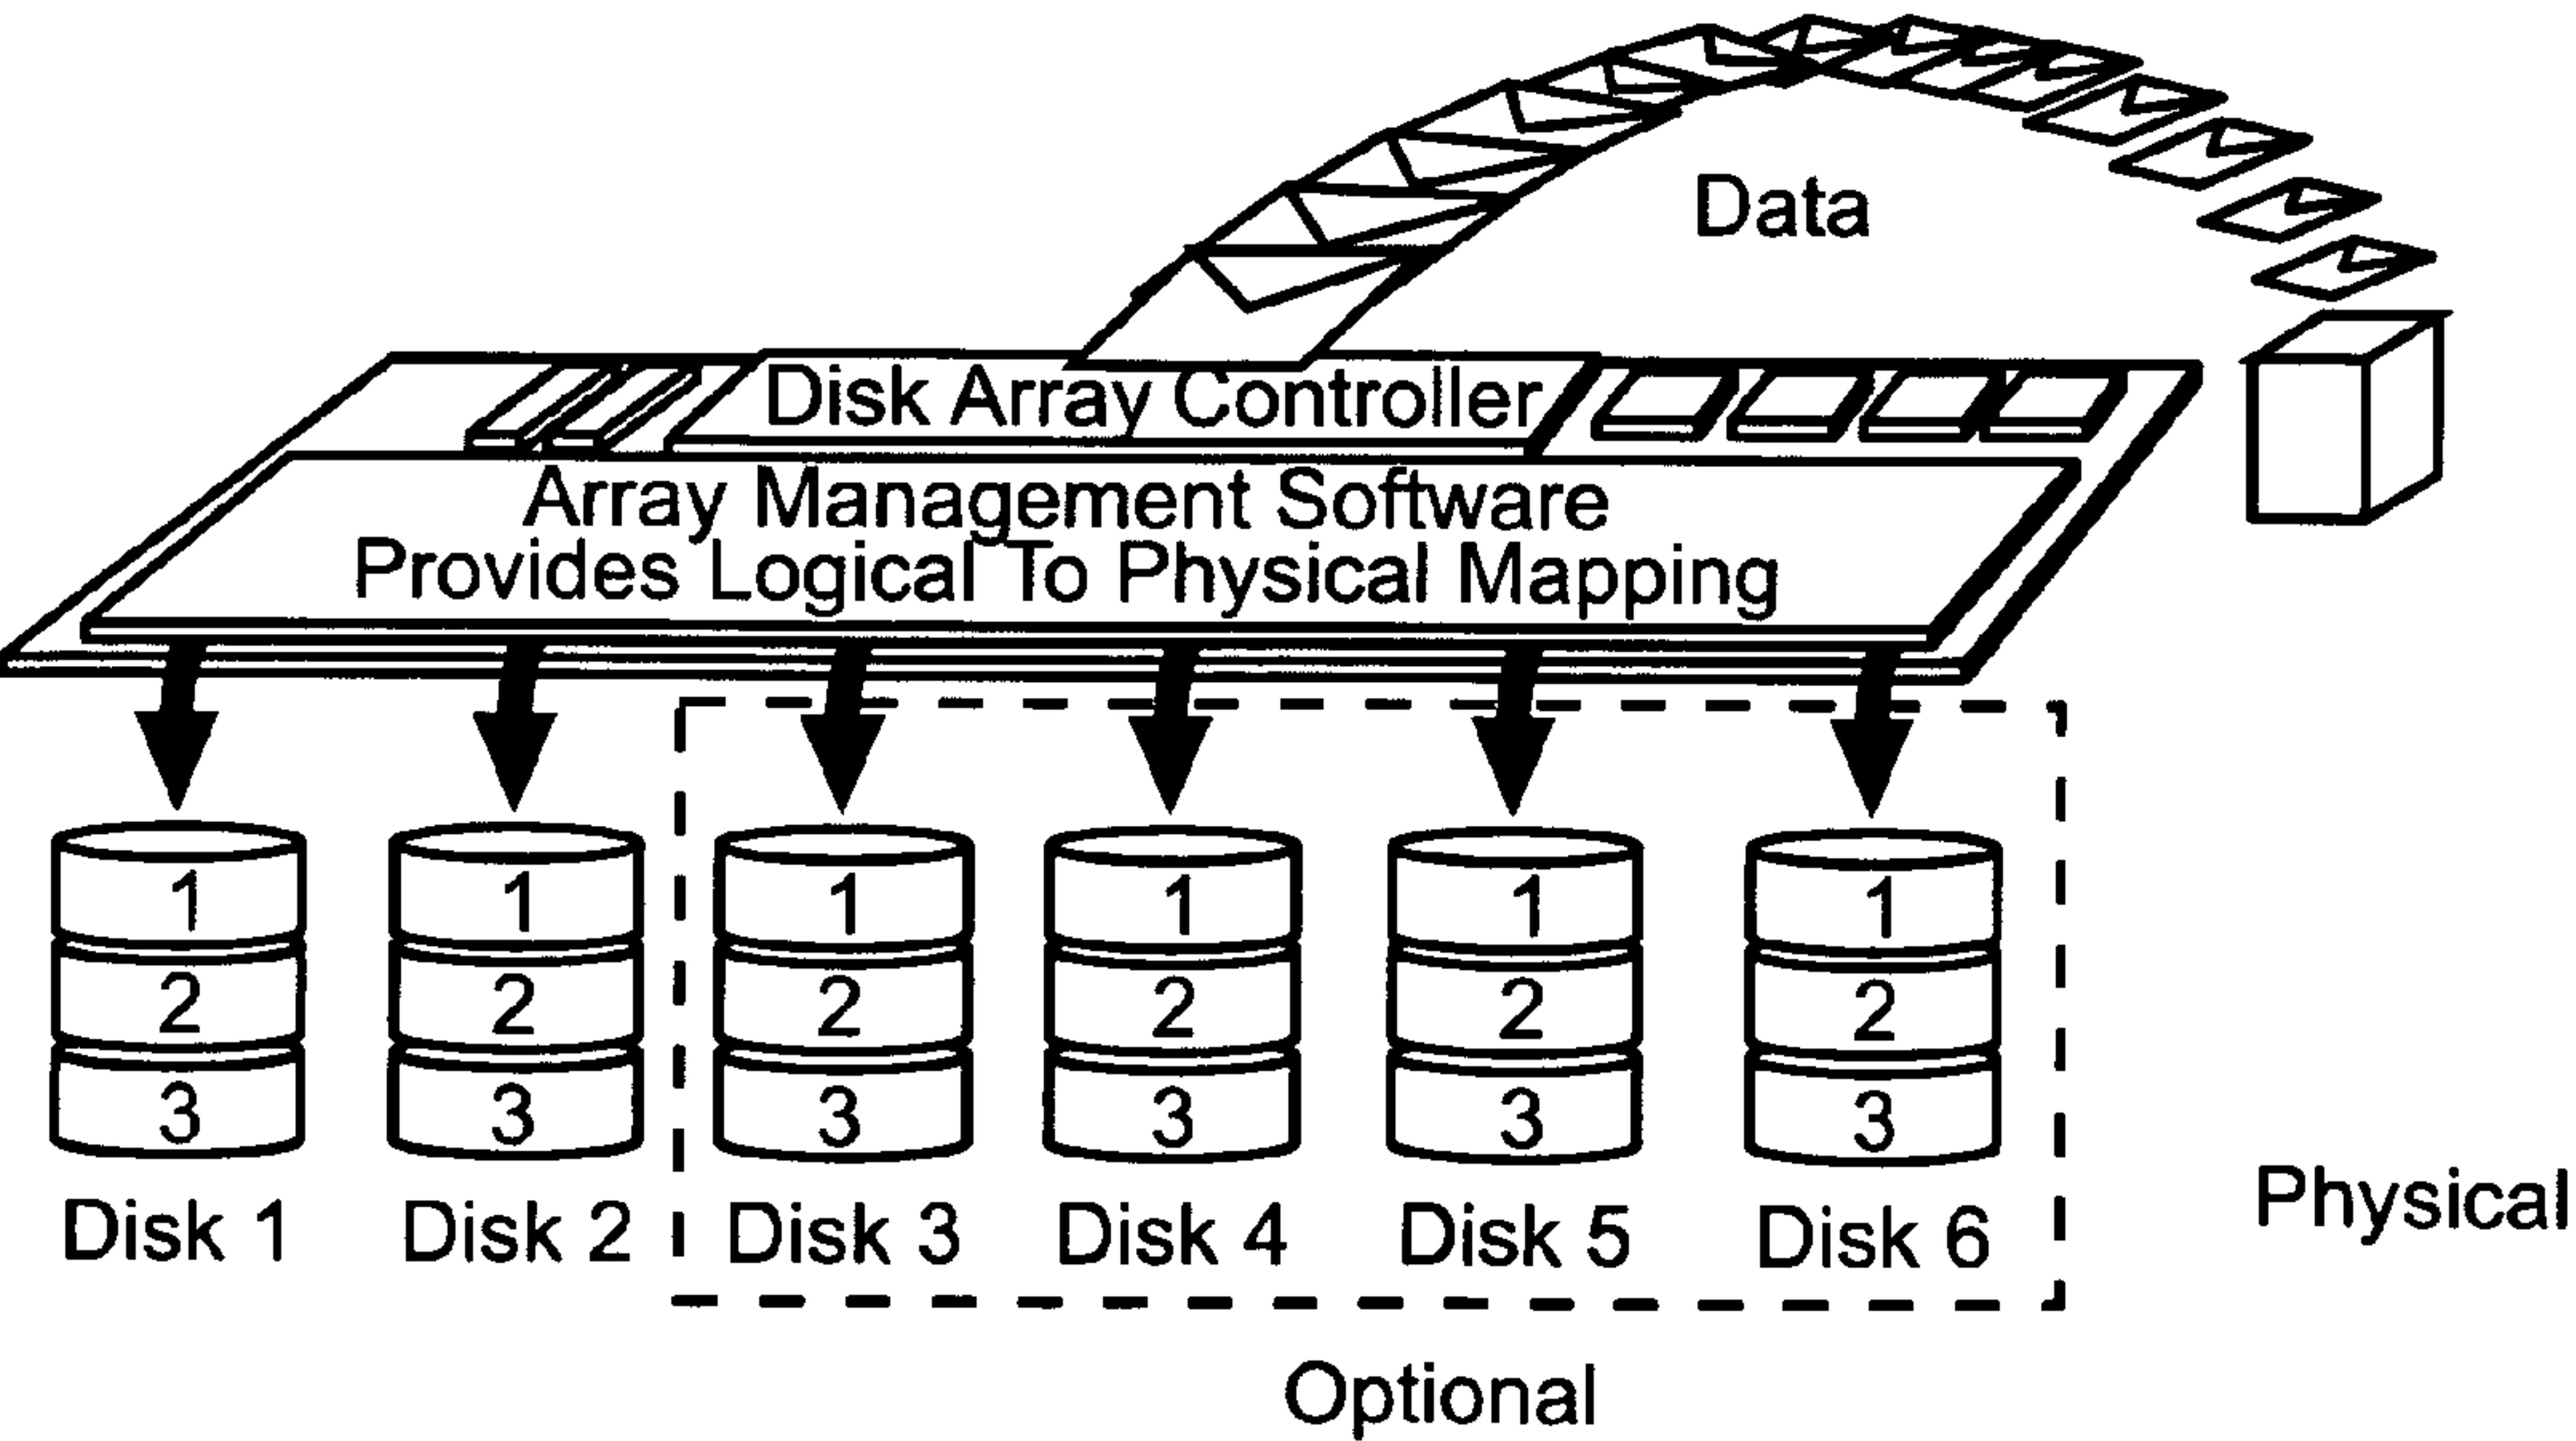 Data
Disk Array Controller
Array Management Software
Provides Logical To Physical Mapping
1 1 1 1 1 1
2 2 2 2 2 2
3 3 3 3 3 3
Disk 1 Disk 2 Disk 3 Disk 4 Disk 5 Disk 6
Physical
Optional